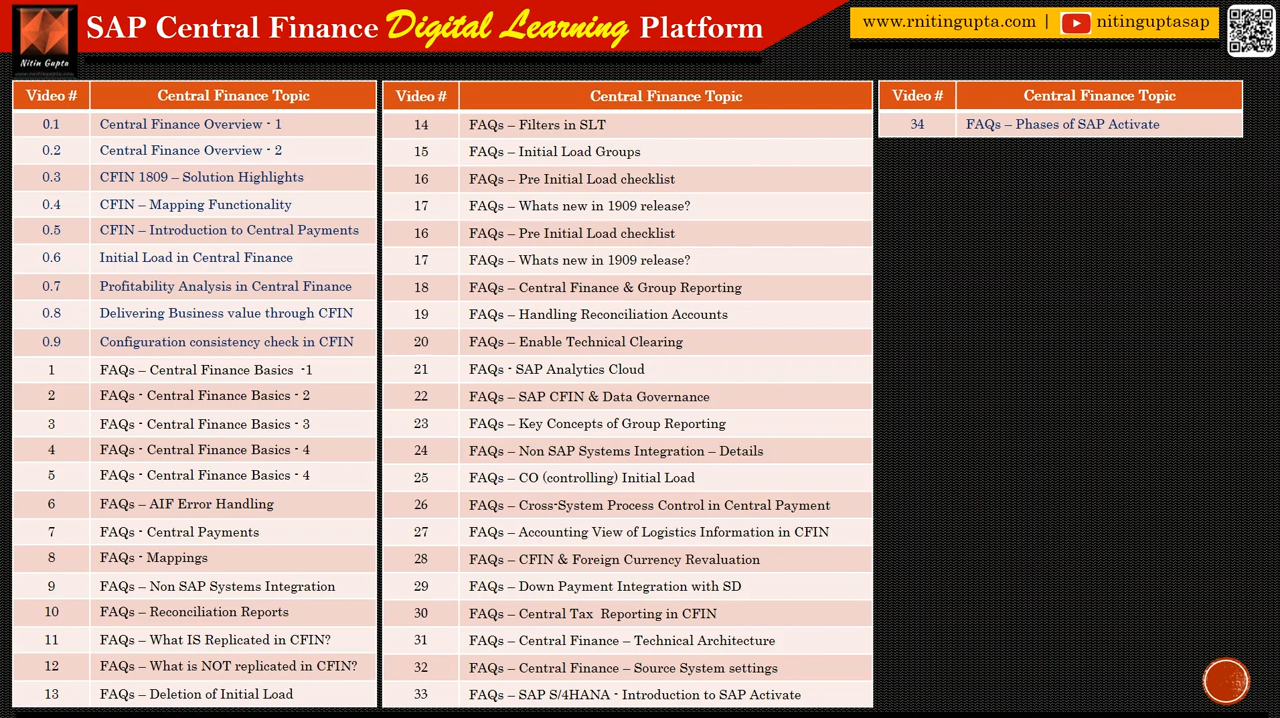 SAP Central Finance Digital Learning Platform
www.rnitingupta.com | nitinguptasap
Nitin Gupta
Video # Central Finance Topic
0.1 Central Finance Overview - 1
0.2 Central Finance Overview - 2
0.3 CFIN 1809 – Solution Highlights
0.4 CFIN – Mapping Functionality
0.5 CFIN – Introduction to Central Payments
0.6 Initial Load in Central Finance
0.7 Profitability Analysis in Central Finance
0.8 Delivering Business value through CFIN
0.9 Configuration consistency check in CFIN
1 FAQs – Central Finance Basics -1
2 FAQs - Central Finance Basics - 2
3 FAQs - Central Finance Basics - 3
4 FAQs - Central Finance Basics - 4
5 FAQs - Central Finance Basics - 4
6 FAQs – AIF Error Handling
7 FAQs - Central Payments
8 FAQs - Mappings
9 FAQs – Non SAP Systems Integration
10 FAQs – Reconciliation Reports
11 FAQs – What IS Replicated in CFIN?
12 FAQs – What is NOT replicated in CFIN?
13 FAQs – Deletion of Initial Load
Video # Central Finance Topic
14 FAQs – Filters in SLT
15 FAQs – Initial Load Groups
16 FAQs – Pre Initial Load checklist
17 FAQs – Whats new in 1909 release?
16 FAQs – Pre Initial Load checklist
17 FAQs – Whats new in 1909 release?
18 FAQs – Central Finance & Group Reporting
19 FAQs – Handling Reconciliation Accounts
20 FAQs – Enable Technical Clearing
21 FAQs - SAP Analytics Cloud
22 FAQs – SAP CFIN & Data Governance
23 FAQs – Key Concepts of Group Reporting
24 FAQs – Non SAP Systems Integration – Details
25 FAQs – CO (controlling) Initial Load
26 FAQs – Cross-System Process Control in Central Payment
27 FAQs – Accounting View of Logistics Information in CFIN
28 FAQs – CFIN & Foreign Currency Revaluation
29 FAQs – Down Payment Integration with SD
30 FAQs – Central Tax Reporting in CFIN
31 FAQs – Central Finance – Technical Architecture
32 FAQs – Central Finance – Source System settings
33 FAQs – SAP S/4HANA - Introduction to SAP Activate
Video # Central Finance Topic
34 FAQs – Phases of SAP Activate